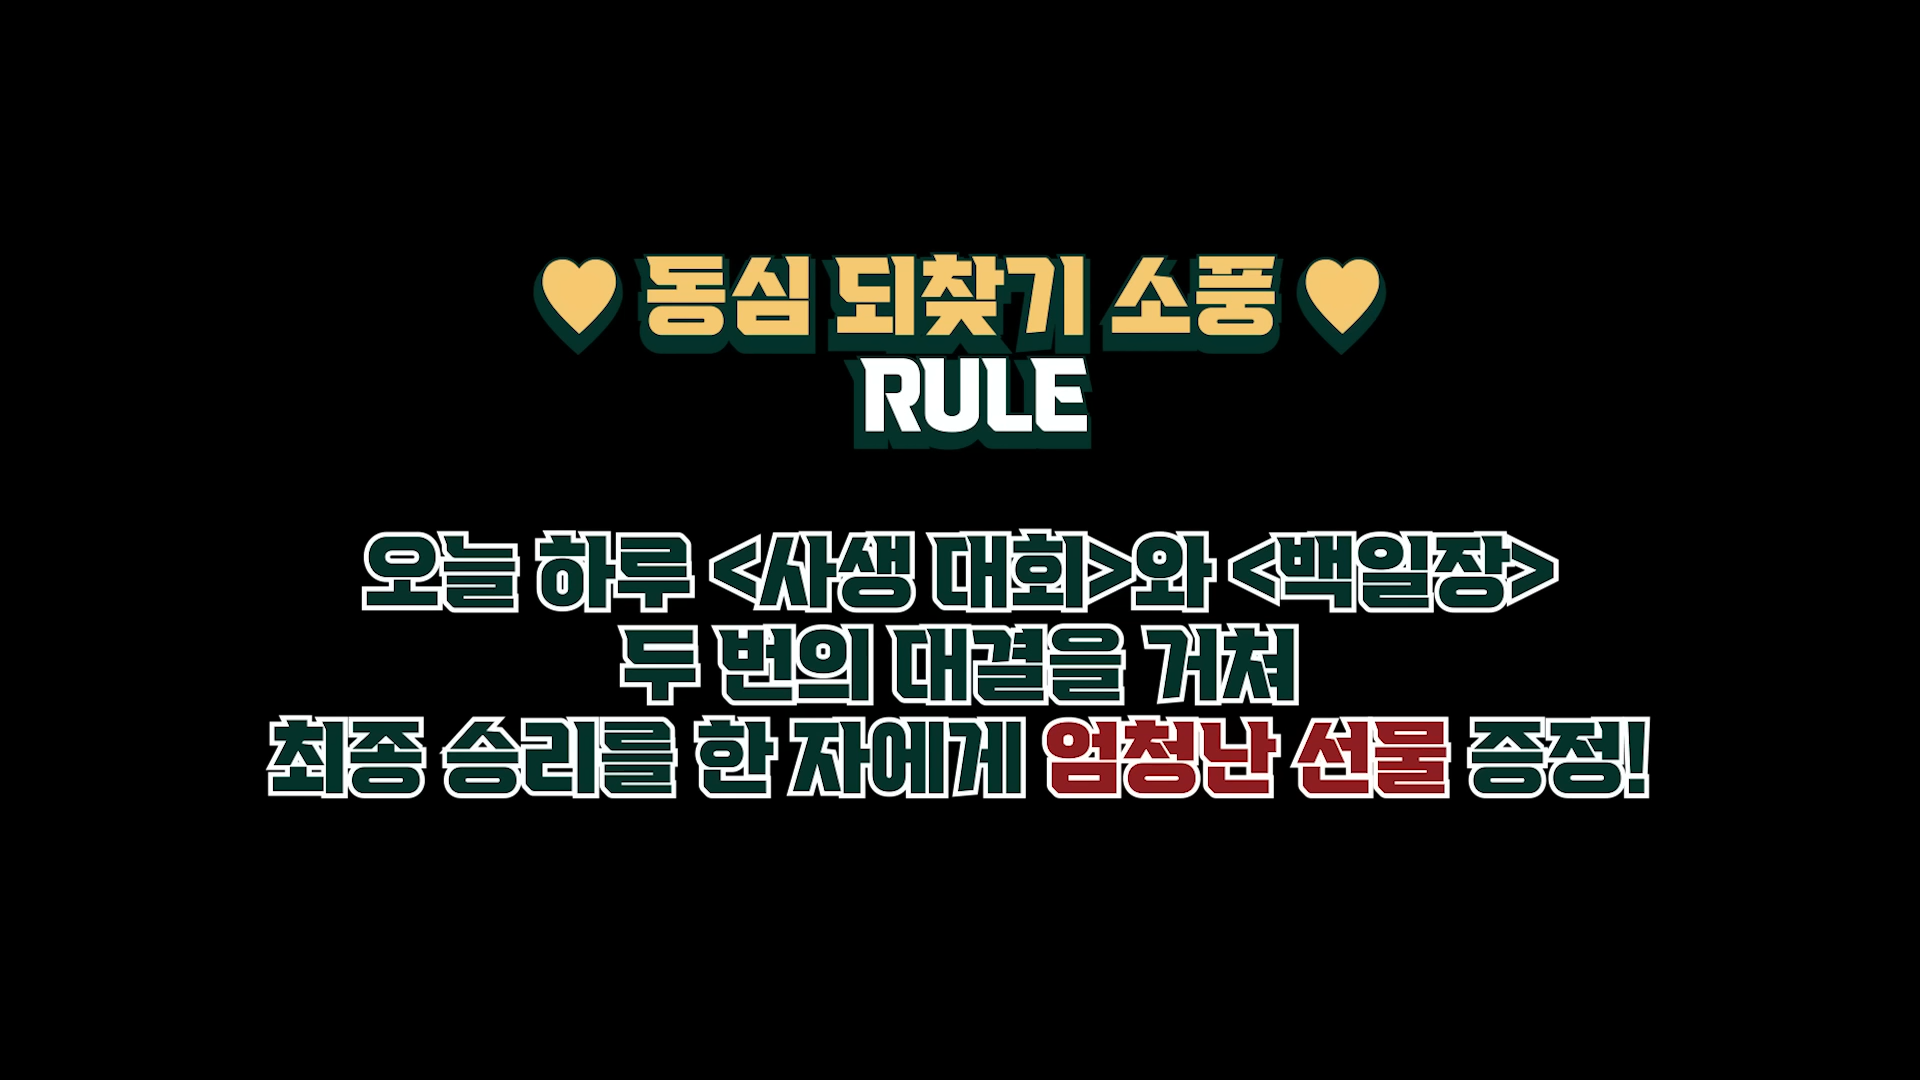 ♥ 동심 되찾기 소풍 ♥
RULE
오늘 하루 <사생 대회>와 <백일장>
두 번의 대결을 거쳐
최종 승리를 한 자에게 엄청난 선물 증정!